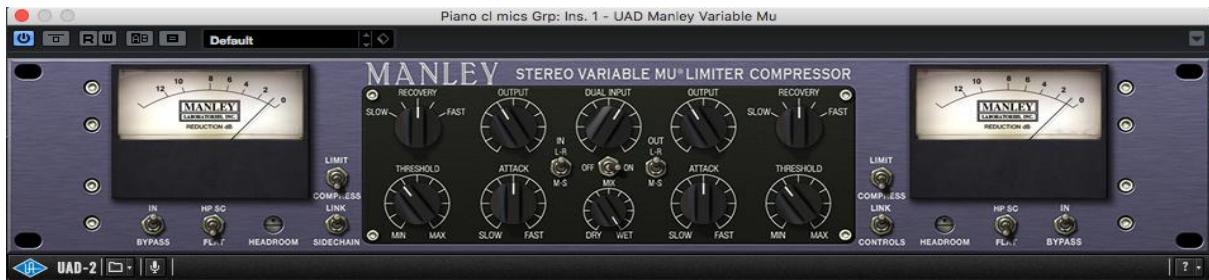 Piano cl mics Grp: Ins. 1 - UAD Manley Variable Mu
R W AB Default
MANLEY STEREO VARIABLE MU® LIMITER COMPRESSOR
12 10 8 6 4 2 0
MANLEY
LABORATORIES, INC.
REDUCTION dB
12 10 8 6 4 2 0
MANLEY
LABORATORIES, INC.
REDUCTION dB
RECOVERY OUTPUT DUAL INPUT OUTPUT RECOVERY
SLOW FAST SLOW FAST
IN OUT
L-R L-R
OFF ON
M-S MIX M-S
THRESHOLD ATTACK ATTACK THRESHOLD
MIN MAX SLOW FAST DRY WET SLOW FAST MIN MAX
LIMIT LIMIT
COMPRESS COMPRESS
IN HP SC LINK LINK HP SC IN
BYPASS FLAT HEADROOM SIDECHAIN CONTROLS HEADROOM FLAT BYPASS
UA UAD-2 ?